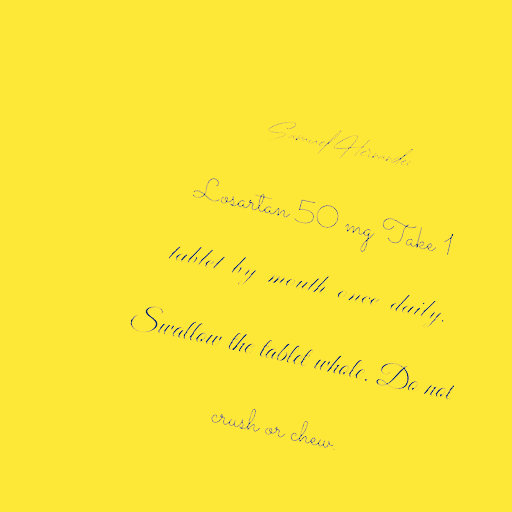 Samuel Hernandez
Losartan 50 mg Take 1
tablet by mouth once daily.
Swallow the tablet whole. Do not
crush or chew.